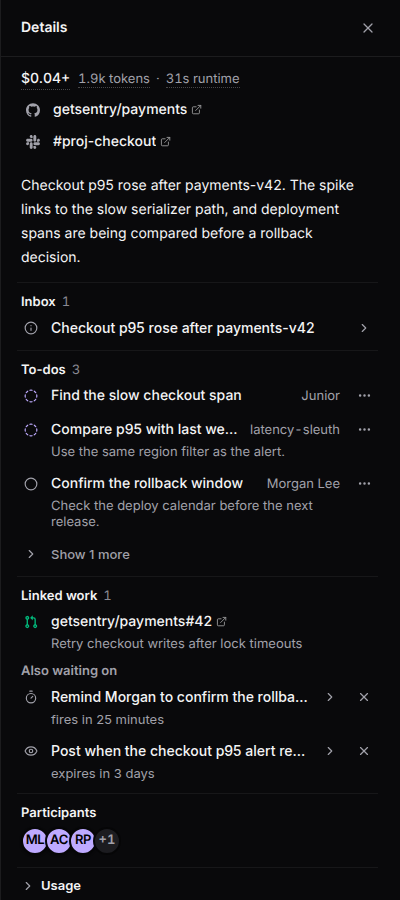 Details
$0.04+ 1.9k tokens · 31s runtime
getsentry/payments
#proj-checkout
Checkout p95 rose after payments-v42. The spike
links to the slow serializer path, and deployment
spans are being compared before a rollback
decision.
Inbox 1
Checkout p95 rose after payments-v42
To-dos 3
Find the slow checkout span Junior
Compare p95 with last we... latency-sleuth
Use the same region filter as the alert.
Confirm the rollback window Morgan Lee
Check the deploy calendar before the next
release.
Show 1 more
Linked work 1
getsentry/payments#42
Retry checkout writes after lock timeouts
Also waiting on
Remind Morgan to confirm the rollba...
fires in 25 minutes
Post when the checkout p95 alert re...
expires in 3 days
Participants
ML AC RP +1
Usage